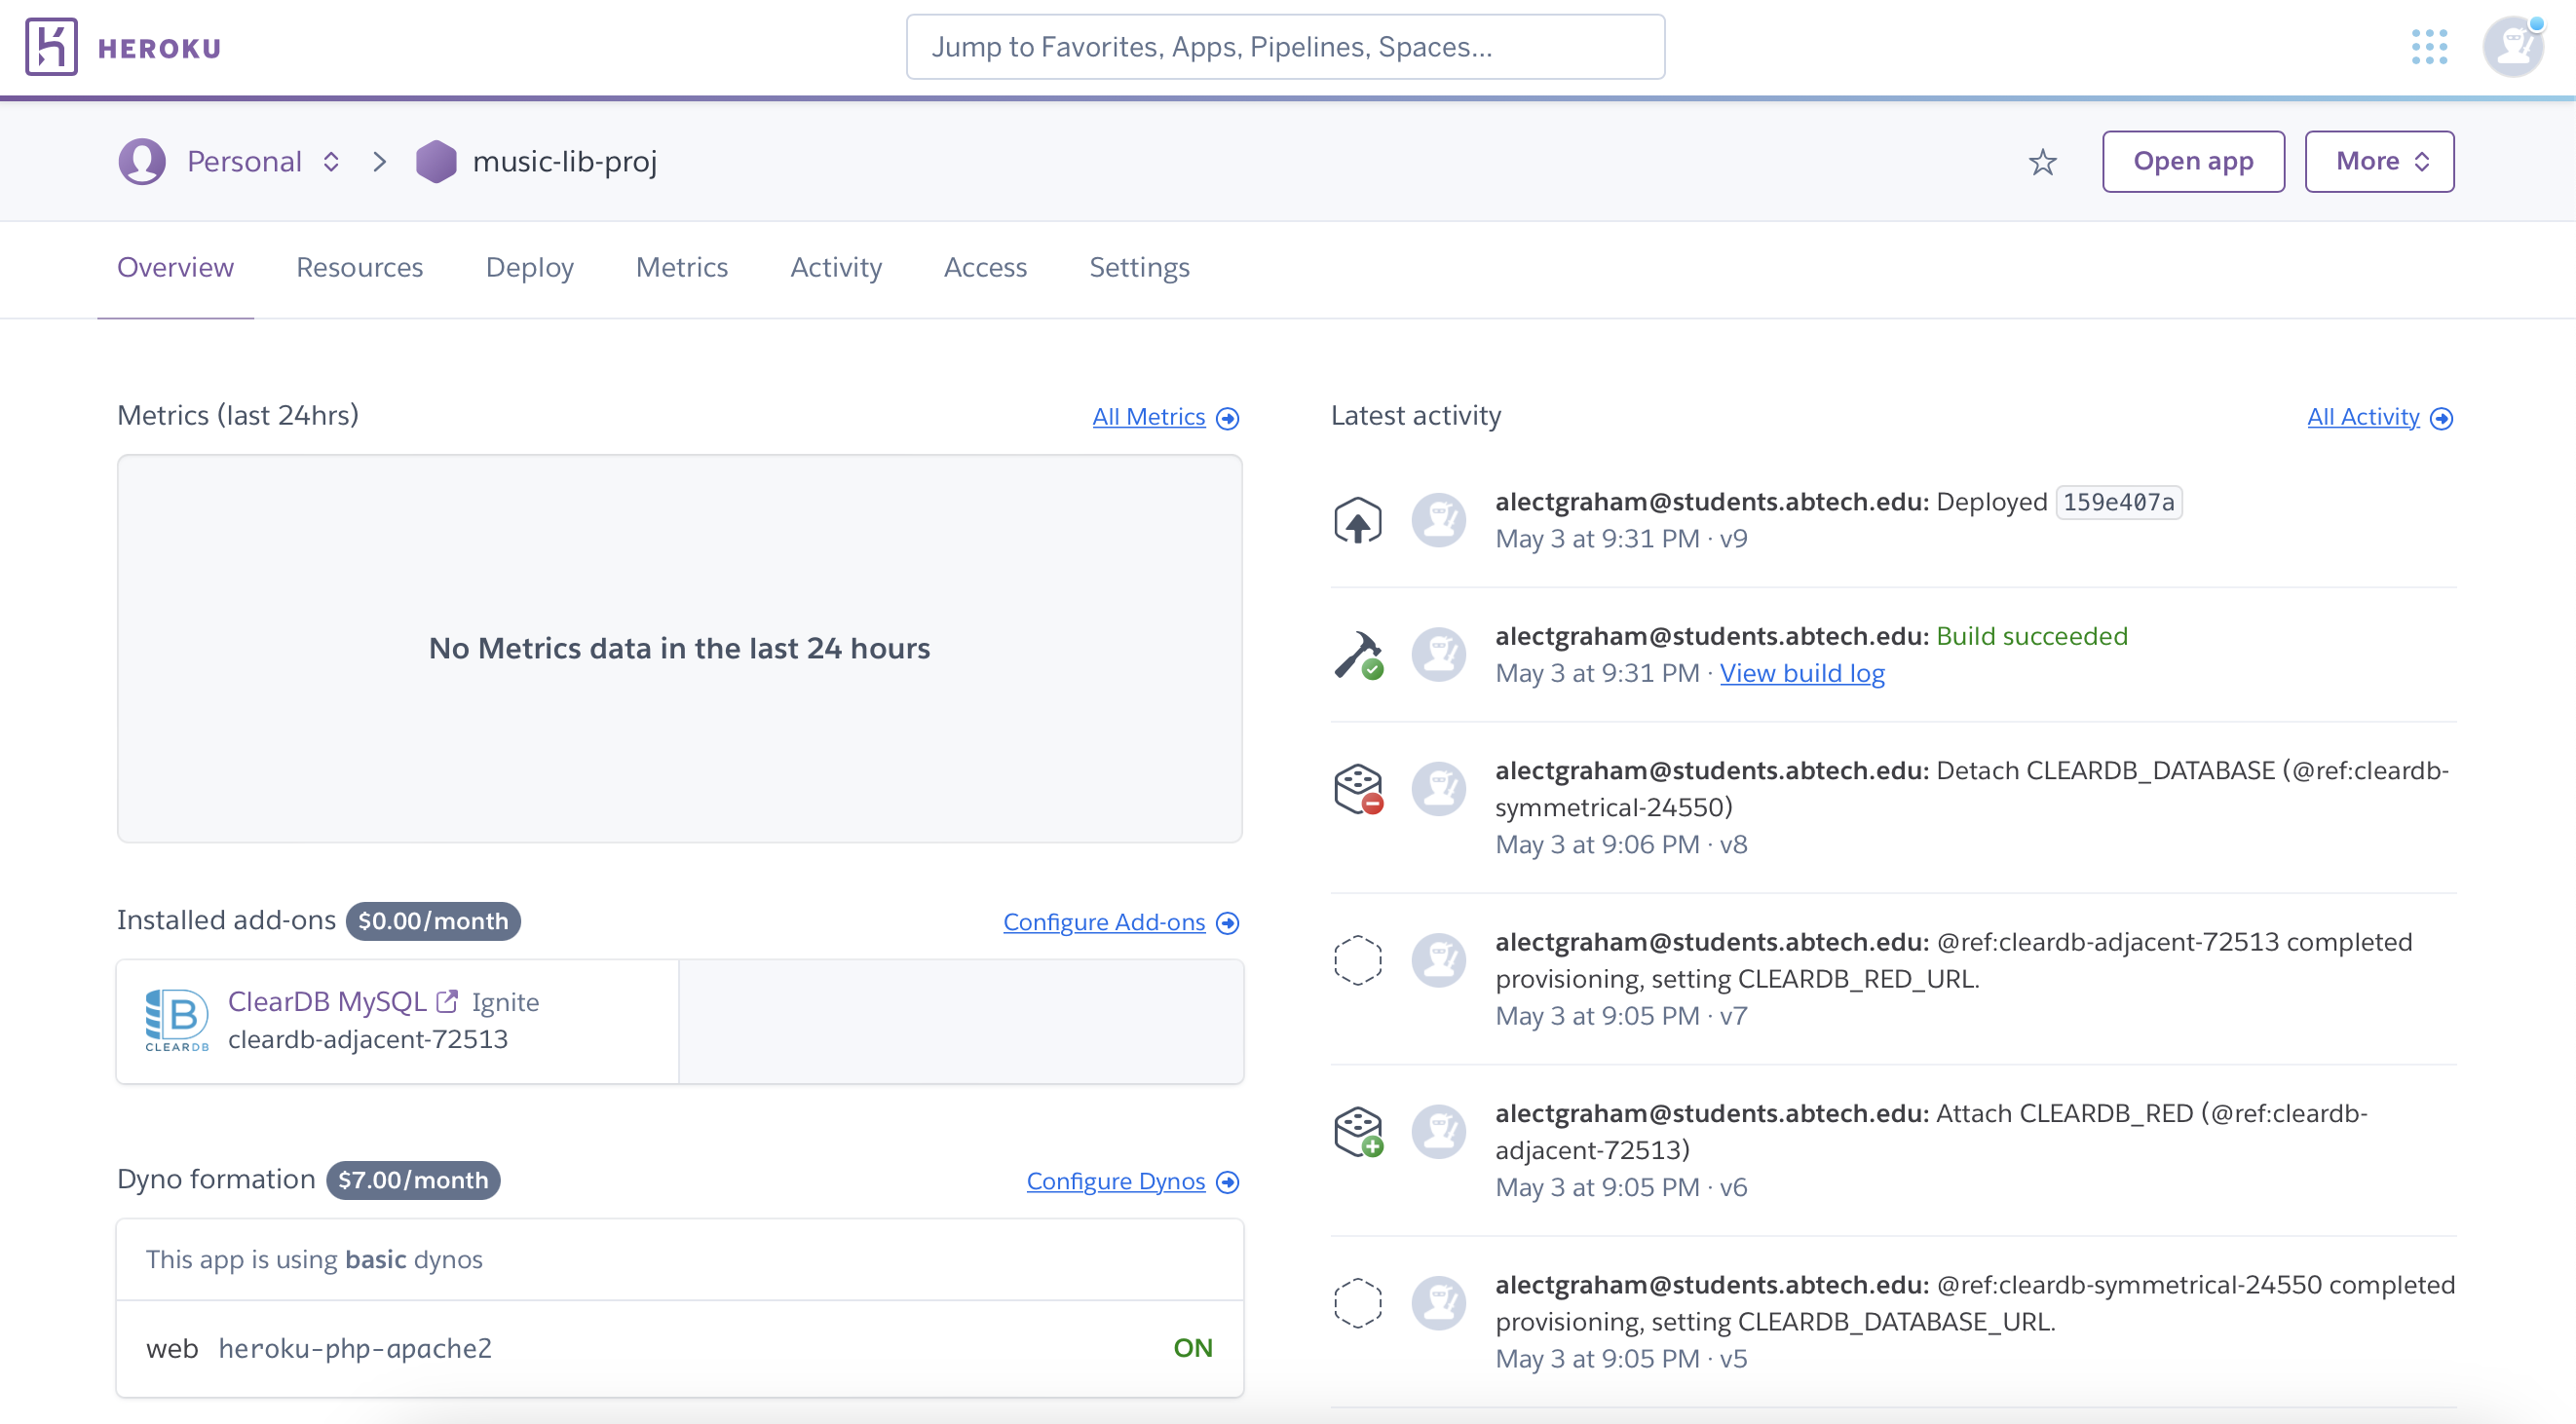 HEROKU
Jump to Favorites, Apps, Pipelines, Spaces...
Personal
music-lib-proj
Open app
More
Overview
Resources
Deploy
Metrics
Activity
Access
Settings
Metrics (last 24hrs)
All Metrics
No Metrics data in the last 24 hours
Installed add-ons
$0.00/month
Configure Add-ons
B
CLEARDB
ClearDB MySQL
Ignite
cleardb-adjacent-72513
Dyno formation
$7.00/month
Configure Dynos
This app is using basic dynos
web heroku-php-apache2
ON
Latest activity
All Activity
alectgraham@students.abtech.edu: Deployed 159e407a
May 3 at 9:31 PM · v9
alectgraham@students.abtech.edu: Build succeeded
May 3 at 9:31 PM · View build log
alectgraham@students.abtech.edu: Detach CLEARDB_DATABASE (@ref:cleardb-
symmetrical-24550)
May 3 at 9:06 PM · v8
alectgraham@students.abtech.edu: @ref:cleardb-adjacent-72513 completed
provisioning, setting CLEARDB_RED_URL.
May 3 at 9:05 PM · v7
alectgraham@students.abtech.edu: Attach CLEARDB_RED (@ref:cleardb-
adjacent-72513)
May 3 at 9:05 PM · v6
alectgraham@students.abtech.edu: @ref:cleardb-symmetrical-24550 completed
provisioning, setting CLEARDB_DATABASE_URL.
May 3 at 9:05 PM · v5